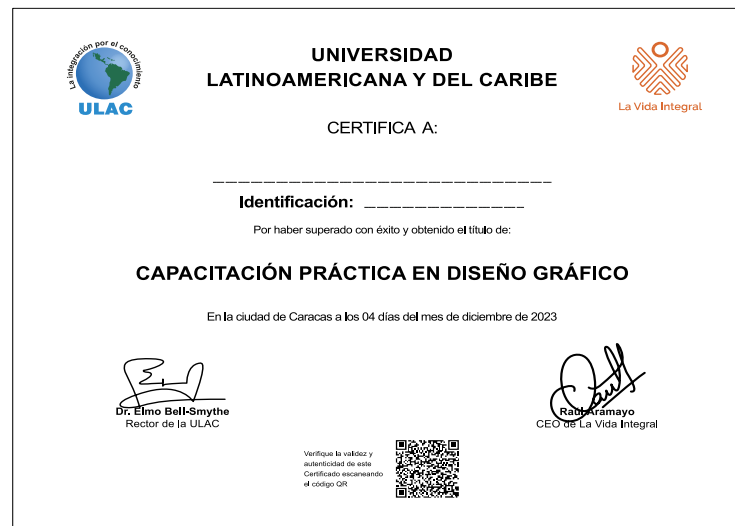 La integración por el conocimiento
ULAC
UNIVERSIDAD
LATINOAMERICANA Y DEL CARIBE
La Vida Integral
CERTIFICA A:
Identificación:
Por haber superado con éxito y obtenido el título de:
CAPACITACIÓN PRÁCTICA EN DISEÑO GRÁFICO
En la ciudad de Caracas a los 04 días del mes de diciembre de 2023
Dr. Elmo Bell-Smythe
Rector de la ULAC
Raúl Aramayo
CEO de La Vida Integral
Verifique la validez y
autenticidad de este
Certificado escaneando
el código QR